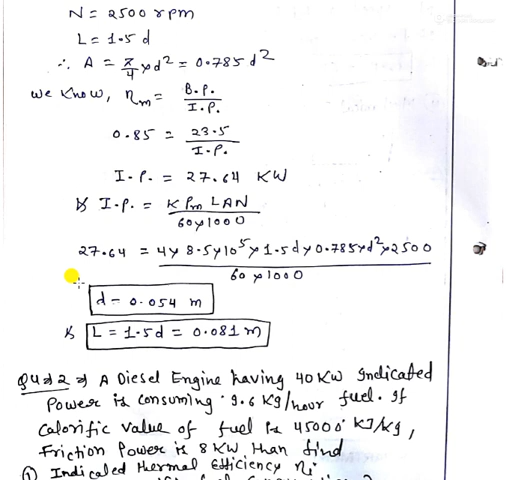 N = 2500 rpm
L = 1.5 d
∴ A = π/4 × d² = 0.785 d²
We know, ηm = B.P. / I.P.
0.85 = 23.5 / I.P.
I.P. = 27.64 KW
I.P. = K Pm LAN / 60×1000
27.64 = 4 × 8.5×10⁵ × 1.5d × 0.785×d² × 2500 / 60×1000
d = 0.054 m
L = 1.5d = 0.081 m
A Diesel Engine having 40 KW Indicated
Power is consuming 9.6 Kg/hour fuel. If
Calorific Value of fuel is 45000 KJ/Kg,
Friction Power is 8 KW, than find
① Indicated thermal Efficiency ηi